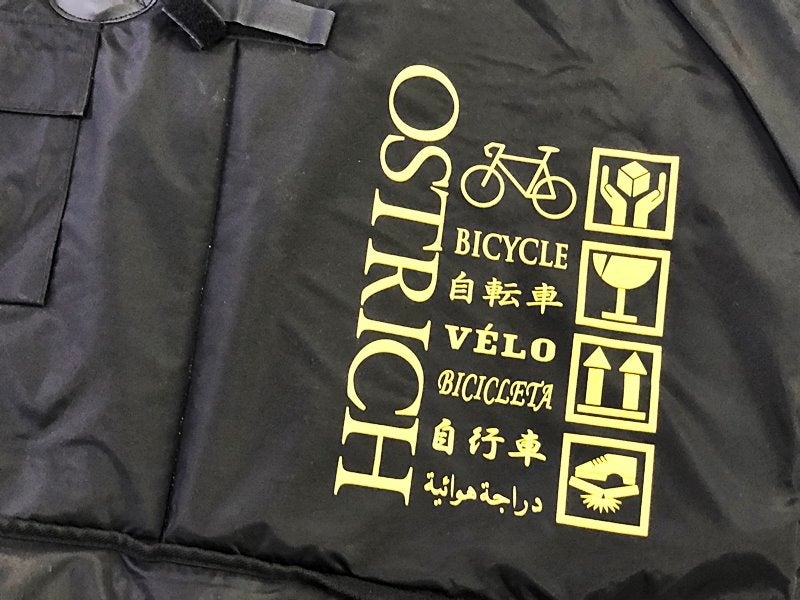 OSTRICH
BICYCLE
自転車
VÉLO
BICICLETA
自行車
دراجة هوائية